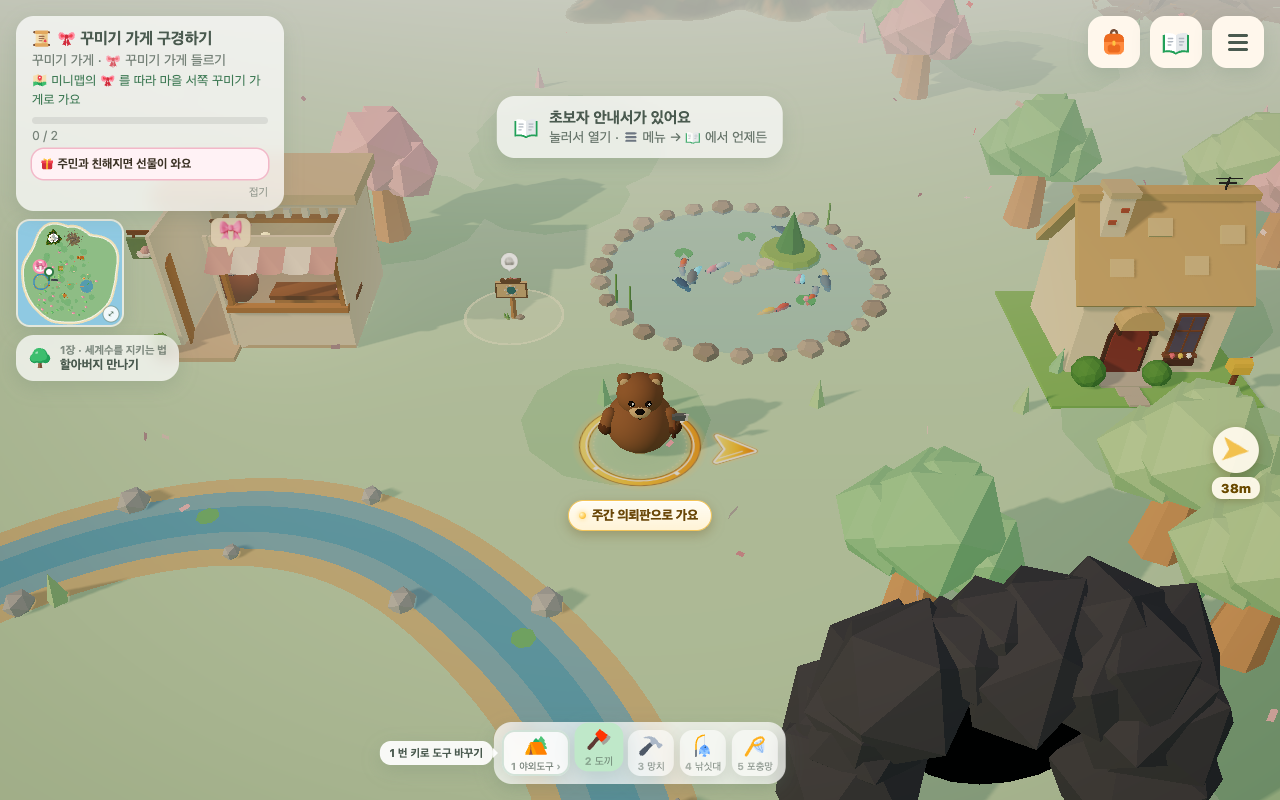 꾸미기 가게 구경하기
꾸미기 가게 · 꾸미기 가게 들르기
미니맵의 를 따라 마을 서쪽 꾸미기 가
게로 가요
0 / 2
주민과 친해지면 선물이 와요
접기
초보자 안내서가 있어요
눌러서 열기 · 메뉴 → 에서 언제든
1장 · 세계수를 지키는 법
할아버지 만나기
38m
주간 의뢰판으로 가요
1 번 키로 도구 바꾸기
1 야외도구 ›
2 도끼
3 망치
4 낚싯대
5 포충망